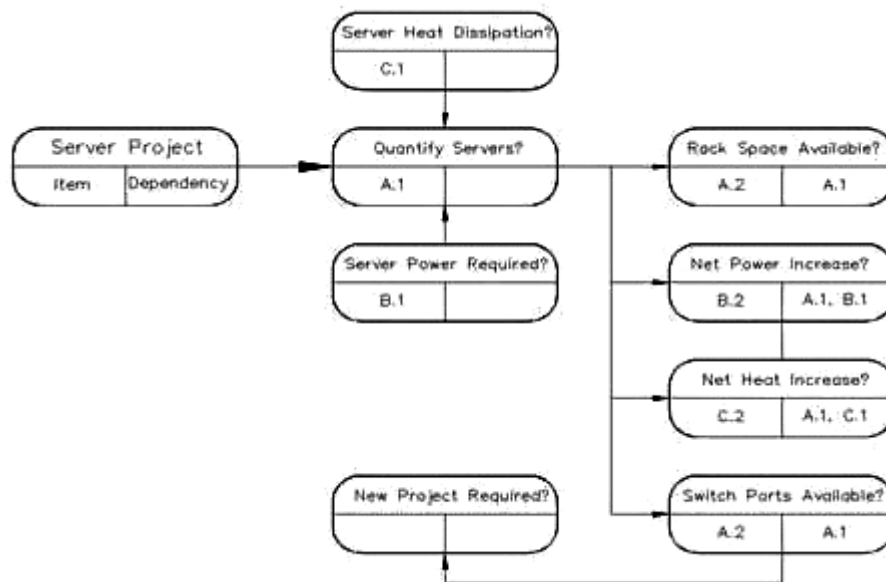 Server Heat Dissipation?
C.1
Server Project
Item Dependency
Quantify Servers?
A.1
Rack Space Available?
A.2 A.1
Server Power Required?
B.1
Net Power Increase?
B.2 A.1, B.1
Net Heat Increase?
C.2 A.1, C.1
New Project Required?
Switch Ports Available?
A.2 A.1